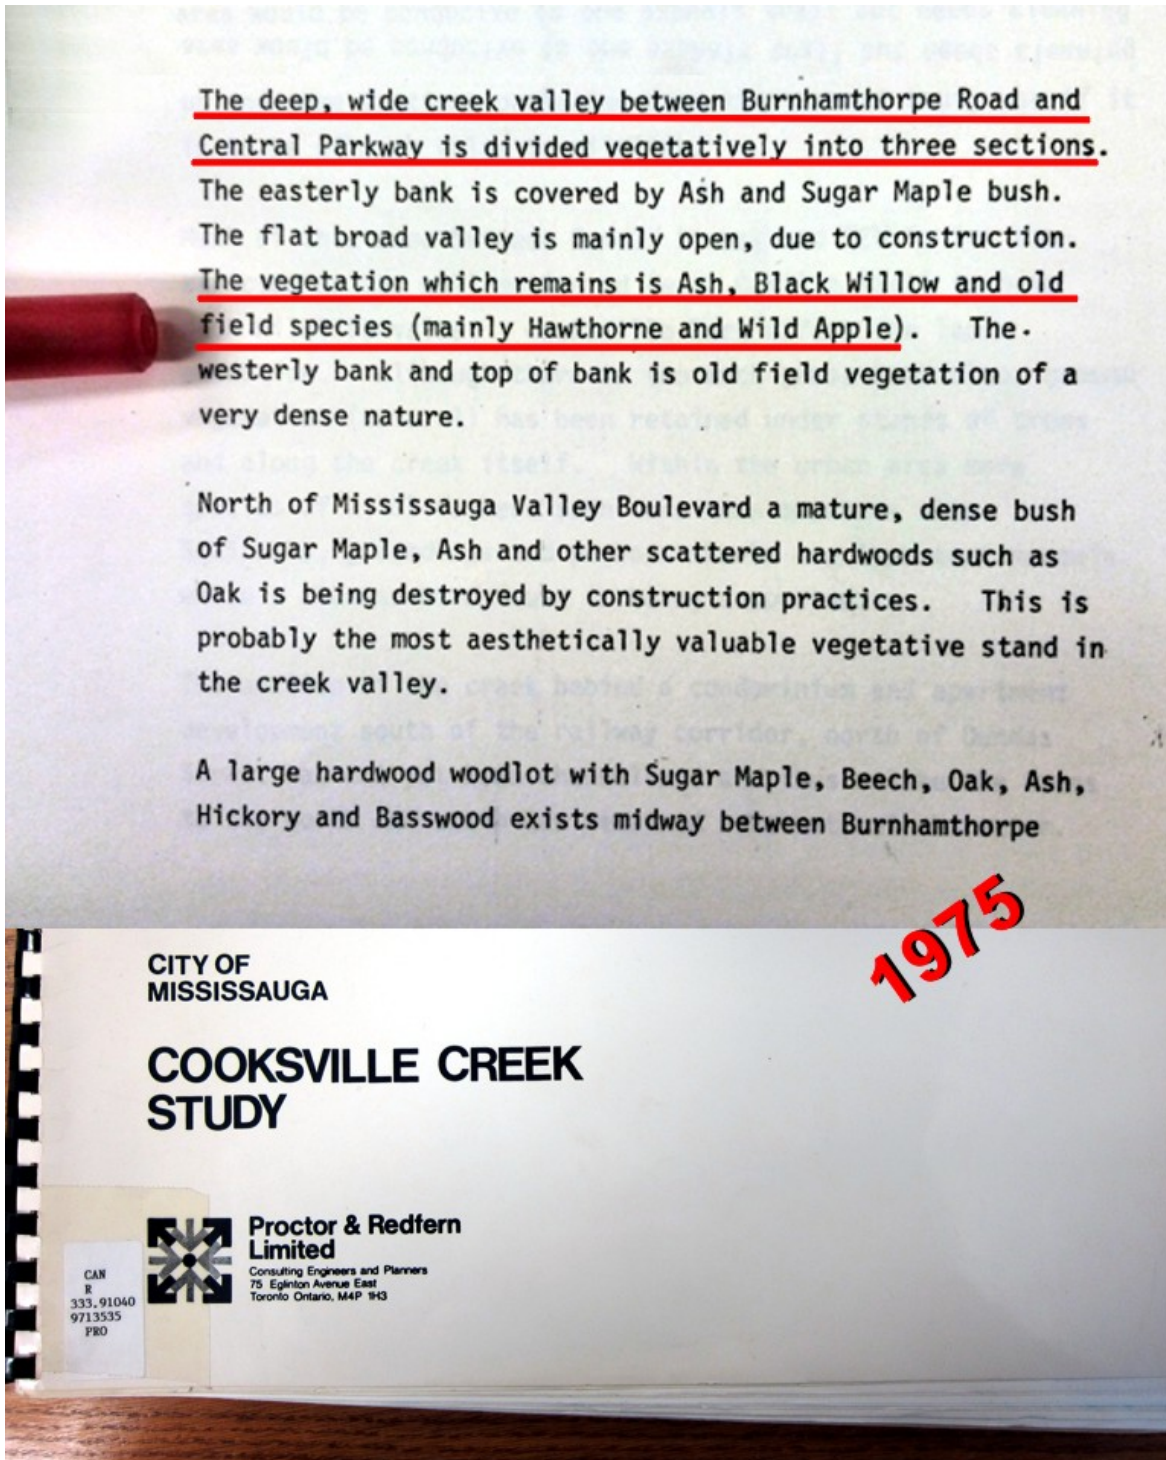 The deep, wide creek valley between Burnhamthorpe Road and
Central Parkway is divided vegetatively into three sections.
The easterly bank is covered by Ash and Sugar Maple bush.
The flat broad valley is mainly open, due to construction.
The vegetation which remains is Ash, Black Willow and old
field species (mainly Hawthorne and Wild Apple). The
westerly bank and top of bank is old field vegetation of a
very dense nature.
North of Mississauga Valley Boulevard a mature, dense bush
of Sugar Maple, Ash and other scattered hardwoods such as
Oak is being destroyed by construction practices. This is
probably the most aesthetically valuable vegetative stand in
the creek valley.
A large hardwood woodlot with Sugar Maple, Beech, Oak, Ash,
Hickory and Basswood exists midway between Burnhamthorpe
1975
CITY OF
MISSISSAUGA
COOKSVILLE CREEK
STUDY
Proctor & Redfern
Limited
Consulting Engineers and Planners
75 Eglinton Avenue East
Toronto Ontario, M4P 1H3
CAN
R
333.91040
9713535
PRO